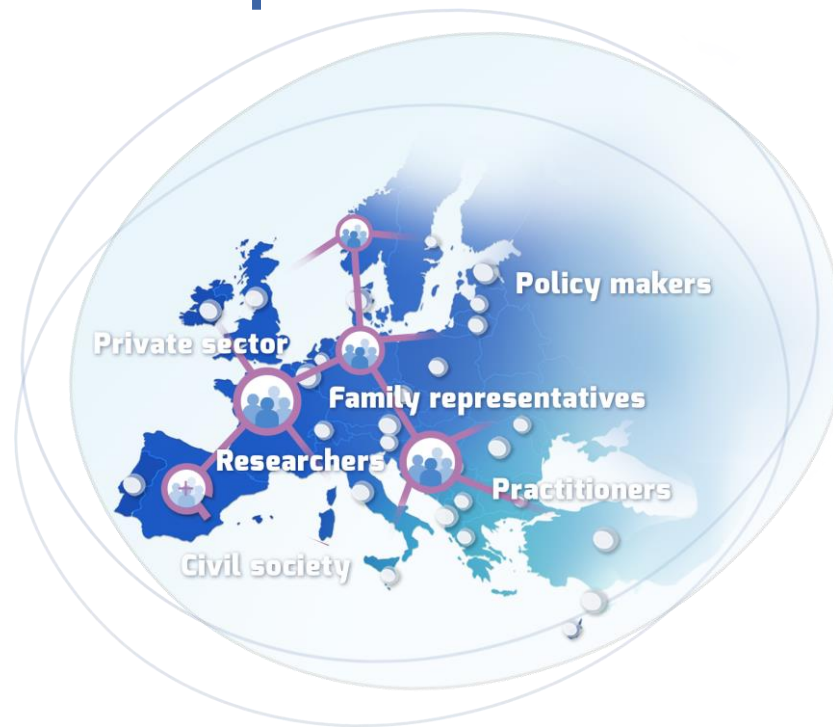 Policy makers
Private sector
Family representatives
Researchers
Practitioners
Civil society